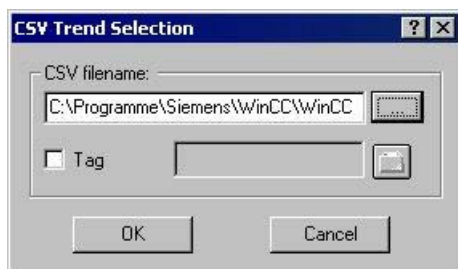 CSV Trend Selection
CSV filename:
C:\Programme\Siemens\WinCC\WinCC
...
Tag
OK
Cancel